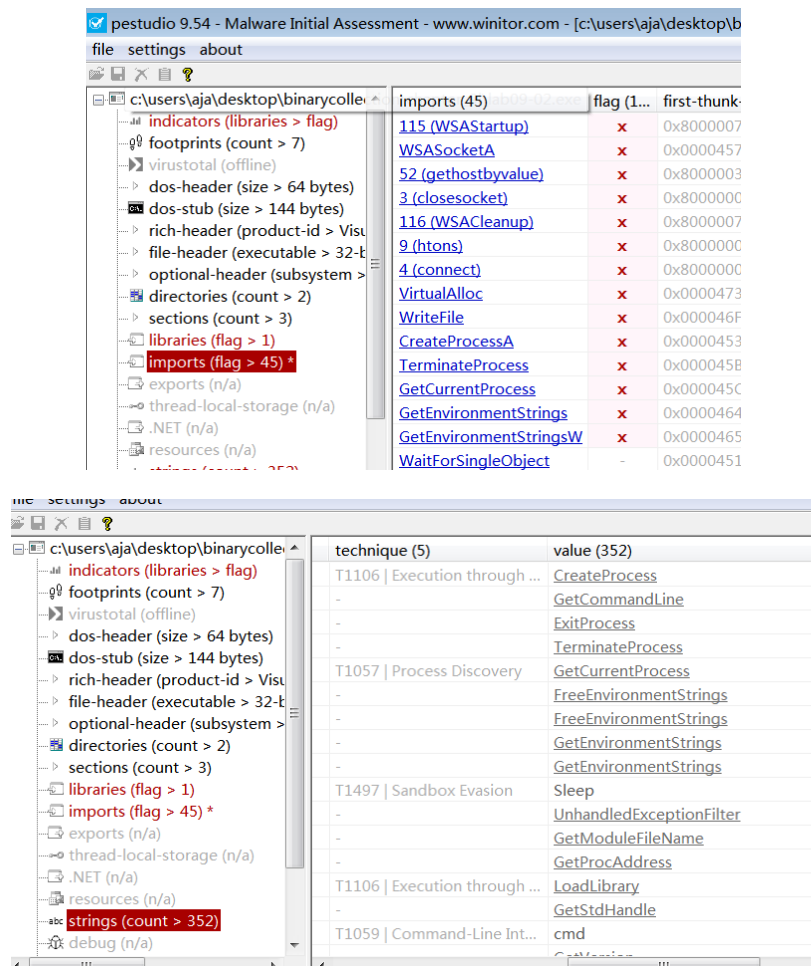 pestudio 9.54 - Malware Initial Assessment - www.winitor.com - [c:\users\aja\desktop\b
file settings about
c:\users\aja\desktop\binarycolle
indicators (libraries > flag)
footprints (count > 7)
virustotal (offline)
dos-header (size > 64 bytes)
dos-stub (size > 144 bytes)
rich-header (product-id > Visu
file-header (executable > 32-b
optional-header (subsystem >
directories (count > 2)
sections (count > 3)
libraries (flag > 1)
imports (flag > 45) *
exports (n/a)
thread-local-storage (n/a)
.NET (n/a)
resources (n/a)
strings (count > 352)
imports (45) flag (1... first-thunk-
115 (WSAStartup) x 0x8000007
WSASocketA x 0x0000457
52 (gethostbyvalue) x 0x8000003
3 (closesocket) x 0x8000000
116 (WSACleanup) x 0x8000007
9 (htons) x 0x8000000
4 (connect) x 0x8000000
VirtualAlloc x 0x0000473
WriteFile x 0x000046F
CreateProcessA x 0x0000453
TerminateProcess x 0x000045B
GetCurrentProcess x 0x000045C
GetEnvironmentStrings x 0x0000464
GetEnvironmentStringsW x 0x0000465
WaitForSingleObject - 0x0000451
file settings about
c:\users\aja\desktop\binarycolle
indicators (libraries > flag)
footprints (count > 7)
virustotal (offline)
dos-header (size > 64 bytes)
dos-stub (size > 144 bytes)
rich-header (product-id > Visu
file-header (executable > 32-b
optional-header (subsystem >
directories (count > 2)
sections (count > 3)
libraries (flag > 1)
imports (flag > 45) *
exports (n/a)
thread-local-storage (n/a)
.NET (n/a)
resources (n/a)
abc strings (count > 352)
debug (n/a)
technique (5) value (352)
T1106 | Execution through ... CreateProcess
- GetCommandLine
- ExitProcess
- TerminateProcess
T1057 | Process Discovery GetCurrentProcess
- FreeEnvironmentStrings
- FreeEnvironmentStrings
- GetEnvironmentStrings
- GetEnvironmentStrings
T1497 | Sandbox Evasion Sleep
- UnhandledExceptionFilter
- GetModuleFileName
- GetProcAddress
T1106 | Execution through ... LoadLibrary
- GetStdHandle
T1059 | Command-Line Int... cmd
GetVersion